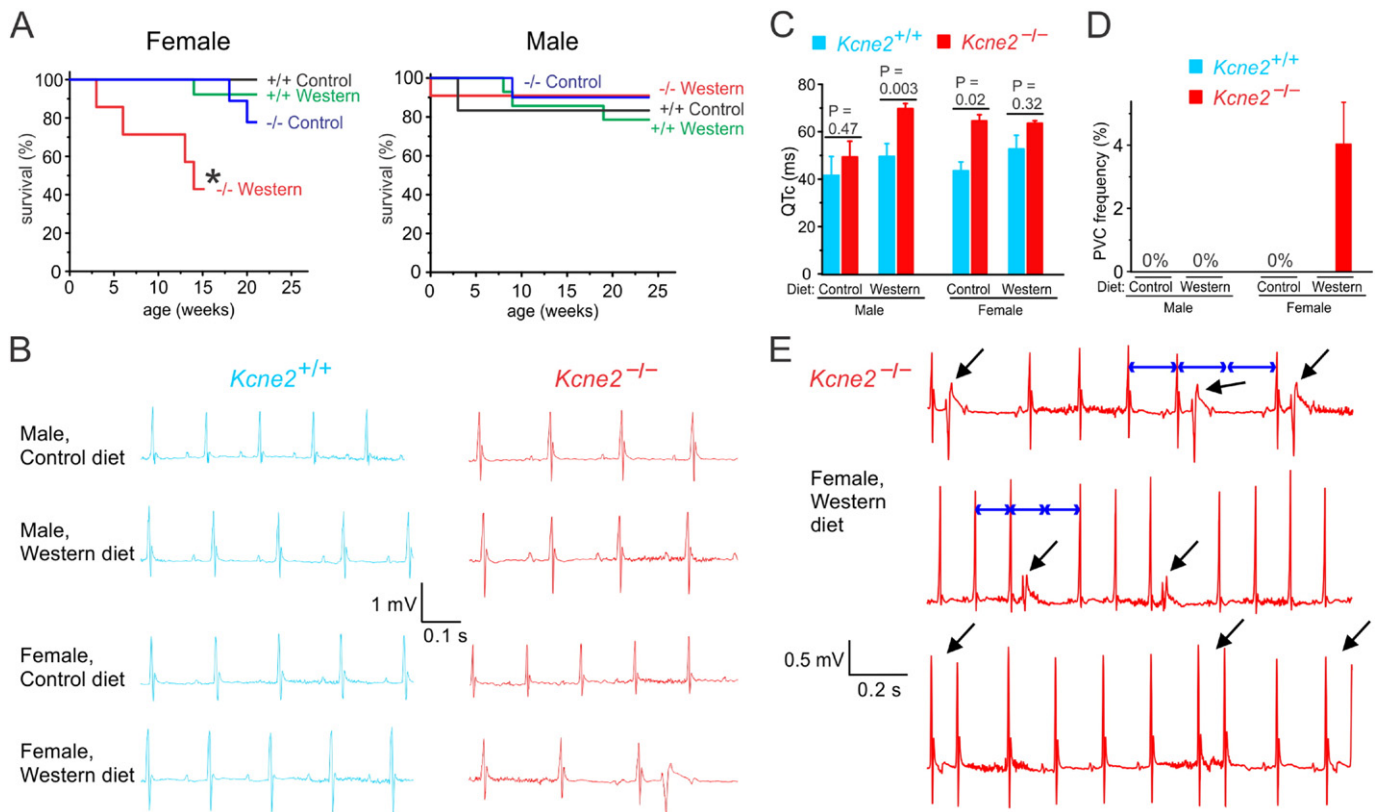 A
Female
Male
survival (%)
100
80
60
40
20
0
0 5 10 15 20 25
age (weeks)
+/+ Control
+/+ Western
-/- Control
*
-/- Western
survival (%)
100
80
60
40
20
0
0 5 10 15 20 25
age (weeks)
-/- Control
-/- Western
+/+ Control
+/+ Western
C
Kcne2+/+ Kcne2−/−
QTc (ms)
100
80
60
40
20
0
P =
0.47
P =
0.003
P =
0.02
P =
0.32
Diet: Control Western Control Western
Male Female
D
Kcne2+/+
Kcne2−/−
PVC frequency (%)
4
2
0
0% 0% 0%
Diet: Control Western Control Western
Male Female
B
Kcne2+/+ Kcne2−/−
Male,
Control diet
Male,
Western diet
1 mV
0.1 s
Female,
Control diet
Female,
Western diet
E
Kcne2−/−
Female,
Western
diet
0.5 mV
0.2 s